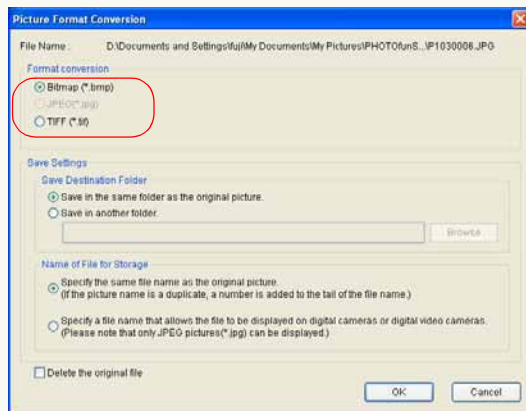 Picture Format Conversion
File Name : D:\Documents and Settings\fuji\My Documents\My Pictures\PHOTOfunS...\P1030006.JPG
Format conversion
Bitmap (*.bmp)
JPEG(*.jpg)
TIFF (*.tif)
Save Settings
Save Destination Folder
Save in the same folder as the original picture.
Save in another folder.
Browse
Name of File for Storage
Specify the same file name as the original picture.
(If the picture name is a duplicate, a number is added to the tail of the file name.)
Specify a file name that allows the file to be displayed on digital cameras or digital video cameras.
(Please note that only JPEG pictures(*.jpg) can be displayed.)
Delete the original file
OK Cancel